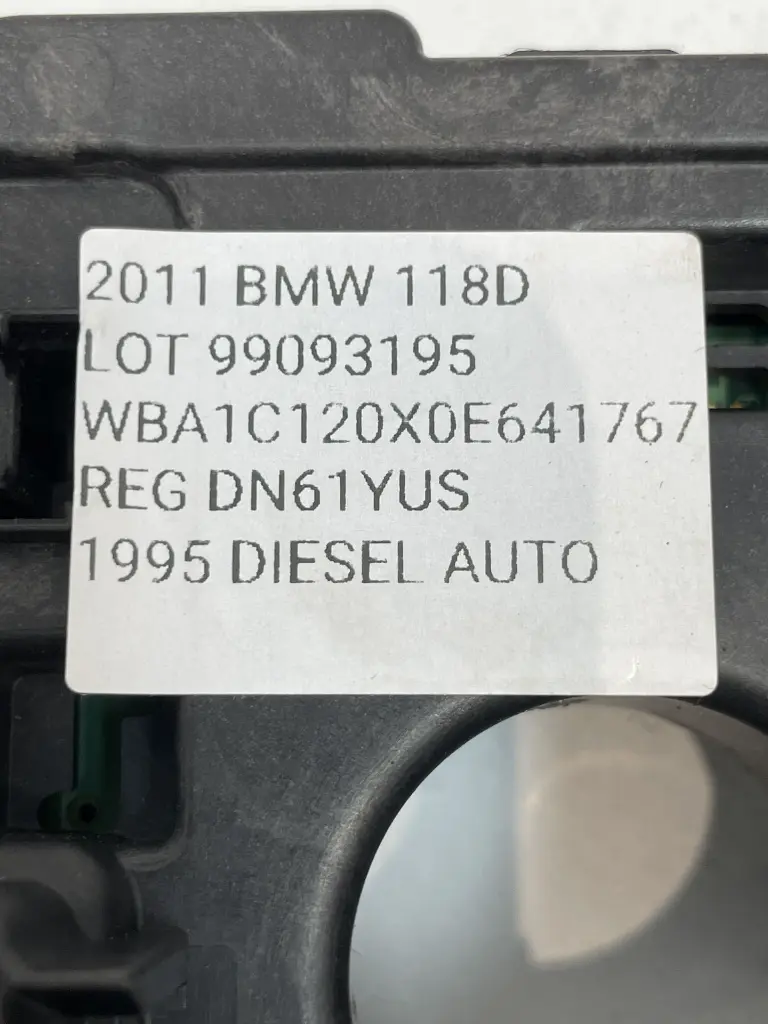 2011 BMW 118D
LOT 99093195
WBA1C120X0E641767
REG DN61YUS
1995 DIESEL AUTO